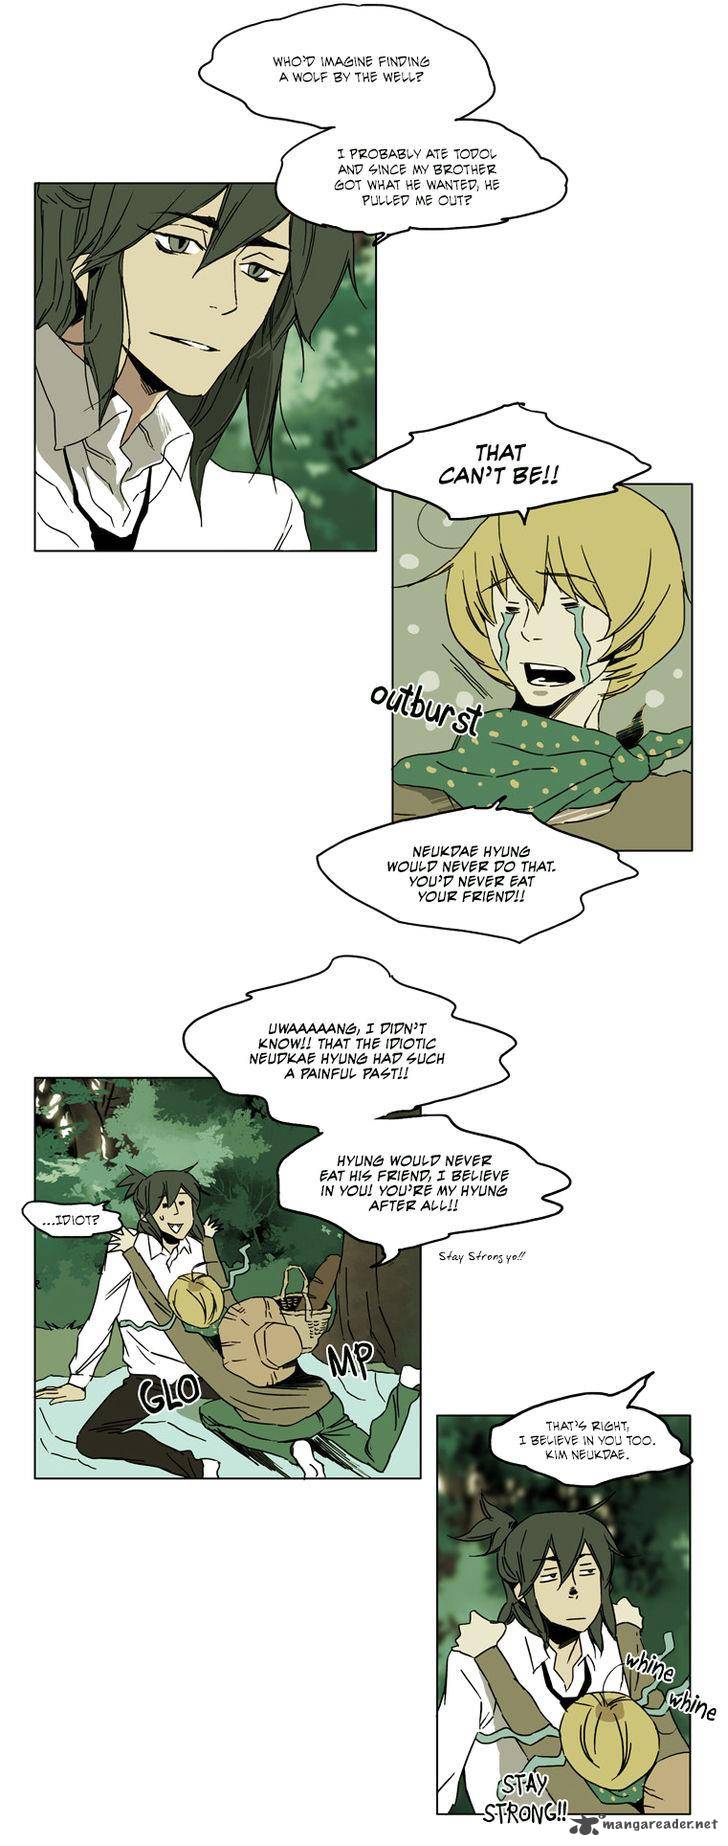 WHO'D IMAGINE FINDING
A WOLF BY THE WELL?
I PROBABLY ATE TODOL
AND SINCE MY BROTHER
GOT WHAT HE WANTED, HE
PULLED ME OUT?
THAT
CAN'T BE!!
outburst
NEUKDAE HYUNG
WOULD NEVER DO THAT.
YOU'D NEVER EAT
YOUR FRIEND!!
UWAAAAANG, I DIDN'T
KNOW!! THAT THE IDIOTIC
NEUDKAE HYUNG HAD SUCH
A PAINFUL PAST!!
HYUNG WOULD NEVER
EAT HIS FRIEND, I BELIEVE
IN YOU! YOU'RE MY HYUNG
AFTER ALL!!
...IDIOT?
Stay Strong yo!!
GLO
MP
THAT'S RIGHT,
I BELIEVE IN YOU TOO.
KIM NEUKDAE.
whine
whine
STAY
STRONG!!
mangareader.net